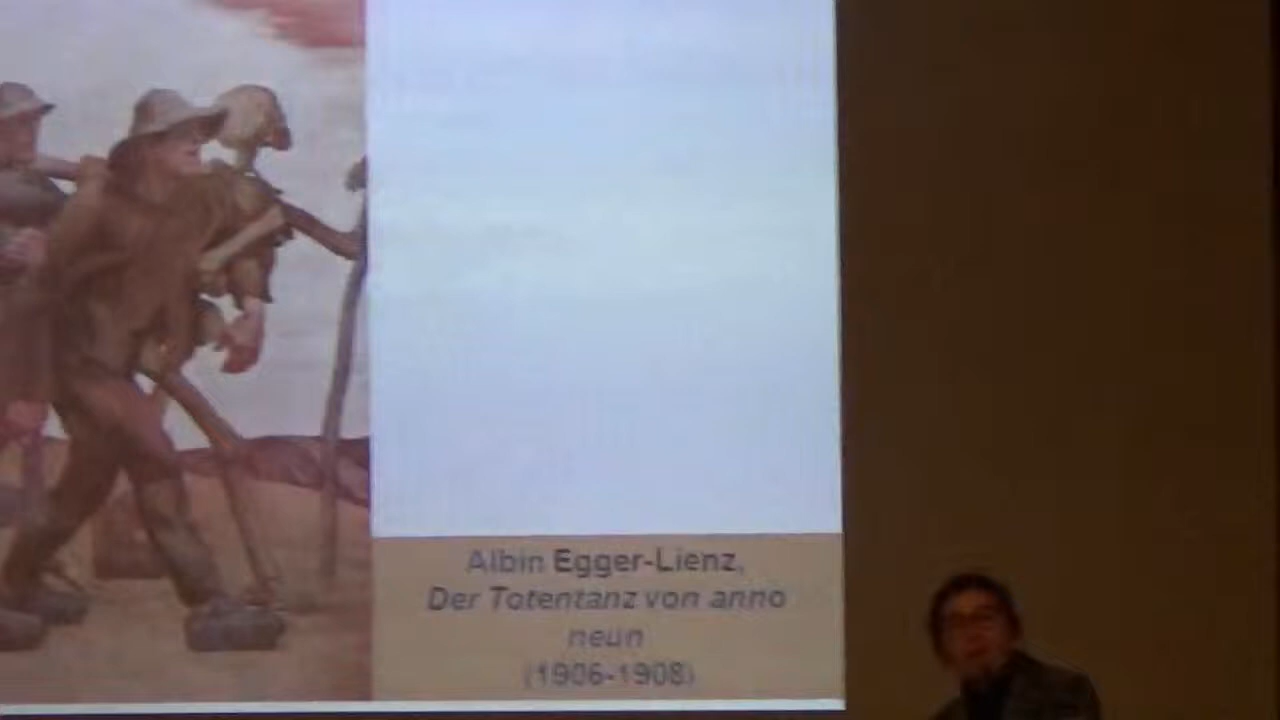 Albin Egger-Lienz,
Der Totentanz von anno
neun
(1906-1908)